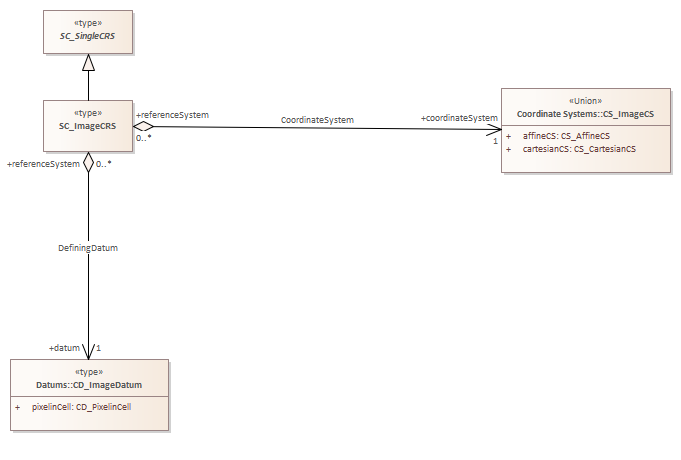 «type»
SC_SingleCRS
«type»
SC_ImageCRS
+referenceSystem
0..*
CoordinateSystem
+coordinateSystem
1
«Union»
Coordinate Systems::CS_ImageCS
+ affineCS: CS_AffineCS
+ cartesianCS: CS_CartesianCS
+referenceSystem 0..*
DefiningDatum
+datum 1
«type»
Datums::CD_ImageDatum
+ pixelinCell: CD_PixelinCell